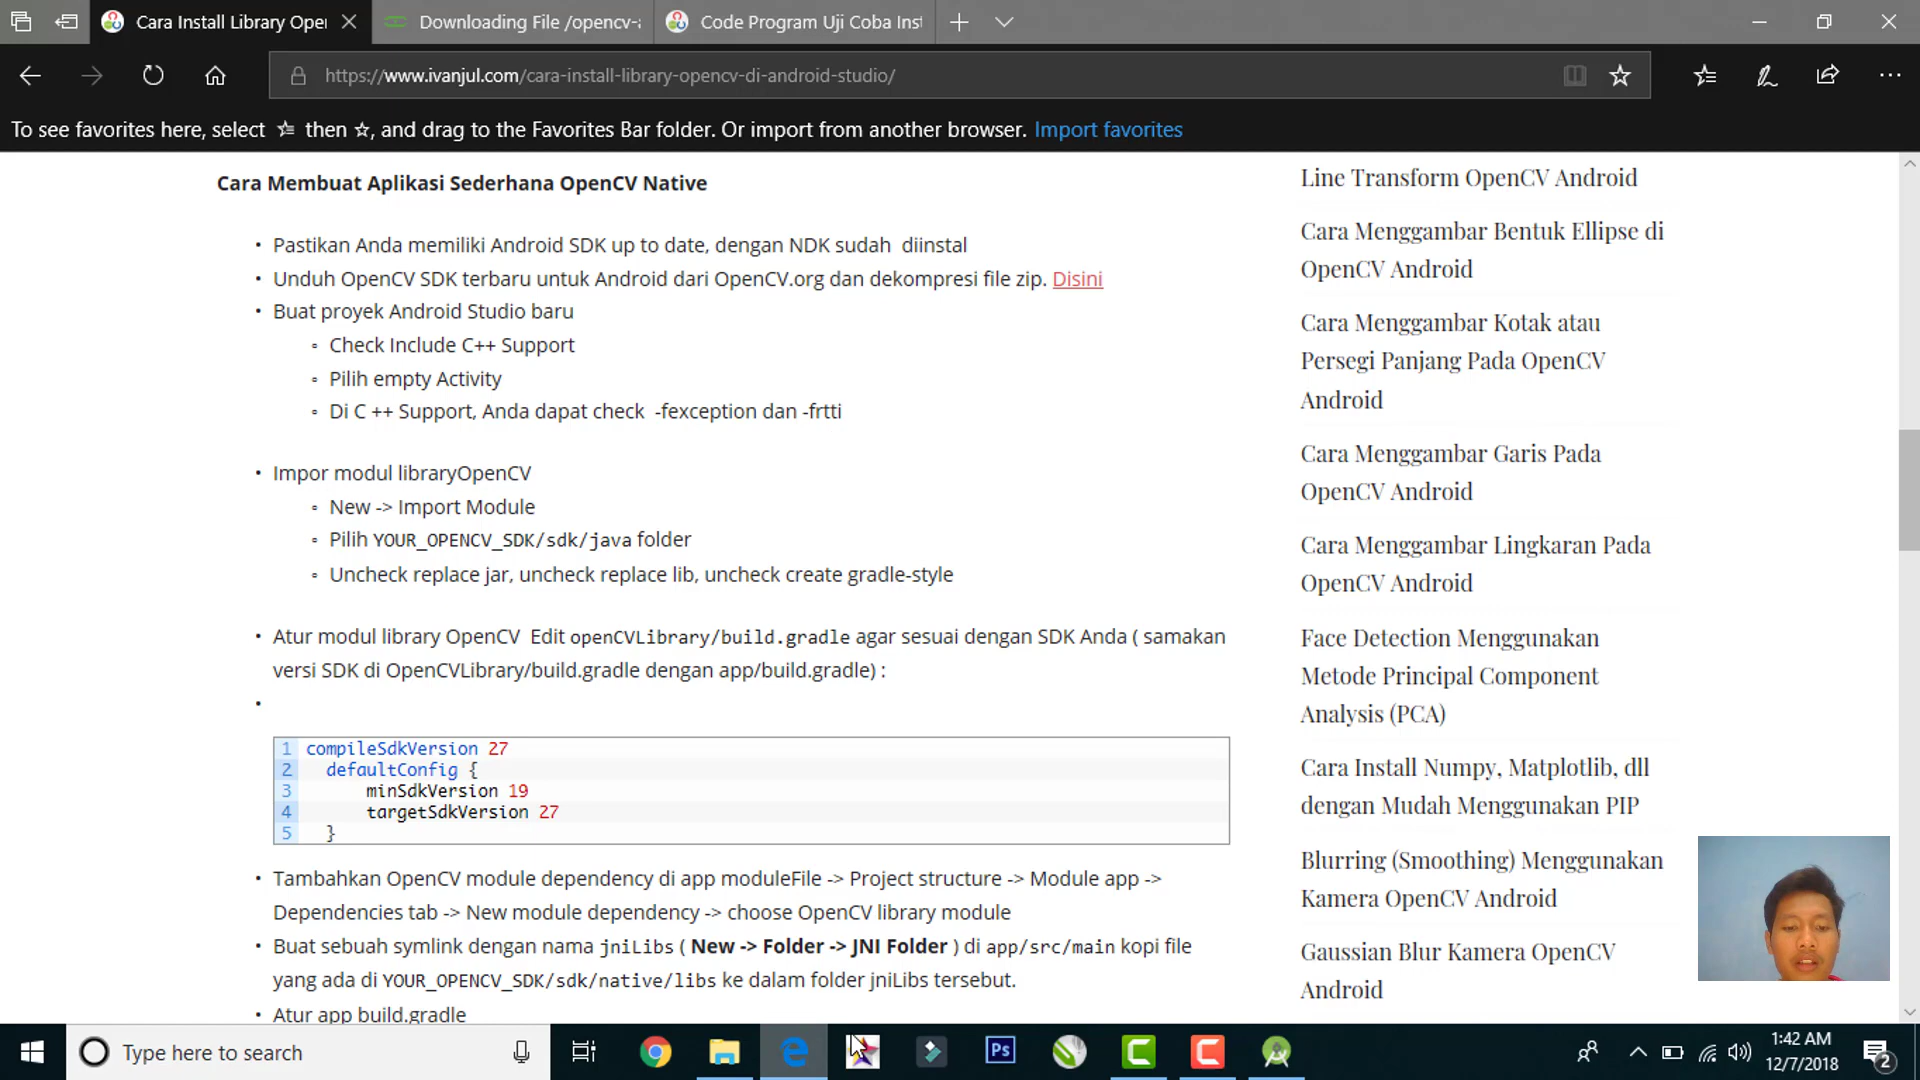 Cara Install Library Oper
Downloading File /opencv-a
Code Program Uji Coba Inst
https://www.ivanjul.com/cara-install-library-opencv-di-android-studio/
To see favorites here, select then ☆, and drag to the Favorites Bar folder. Or import from another browser. Import favorites
Cara Membuat Aplikasi Sederhana OpenCV Native
• Pastikan Anda memiliki Android SDK up to date, dengan NDK sudah diinstal
• Unduh OpenCV SDK terbaru untuk Android dari OpenCV.org dan dekompresi file zip. Disini
• Buat proyek Android Studio baru
Check Include C++ Support
Pilih empty Activity
Di C ++ Support, Anda dapat check -fexception dan -frtti
• Impor modul libraryOpenCV
New -> Import Module
Pilih YOUR_OPENCV_SDK/sdk/java folder
Uncheck replace jar, uncheck replace lib, uncheck create gradle-style
• Atur modul library OpenCV Edit openCVLibrary/build.gradle agar sesuai dengan SDK Anda ( samakan
versi SDK di OpenCVLibrary/build.gradle dengan app/build.gradle) :
•
1 compileSdkVersion 27
2 defaultConfig {
3 minSdkVersion 19
4 targetSdkVersion 27
5 }
• Tambahkan OpenCV module dependency di app moduleFile -> Project structure -> Module app ->
Dependencies tab -> New module dependency -> choose OpenCV library module
• Buat sebuah symlink dengan nama jniLibs ( New -> Folder -> JNI Folder ) di app/src/main kopi file
yang ada di YOUR_OPENCV_SDK/sdk/native/libs ke dalam folder jniLibs tersebut.
• Atur app build.gradle
Line Transform OpenCV Android
Cara Menggambar Bentuk Ellipse di
OpenCV Android
Cara Menggambar Kotak atau
Persegi Panjang Pada OpenCV
Android
Cara Menggambar Garis Pada
OpenCV Android
Cara Menggambar Lingkaran Pada
OpenCV Android
Face Detection Menggunakan
Metode Principal Component
Analysis (PCA)
Cara Install Numpy, Matplotlib, dll
dengan Mudah Menggunakan PIP
Blurring (Smoothing) Menggunakan
Kamera OpenCV Android
Gaussian Blur Kamera OpenCV
Android
Type here to search
Ps
1:42 AM
12/7/2018
2